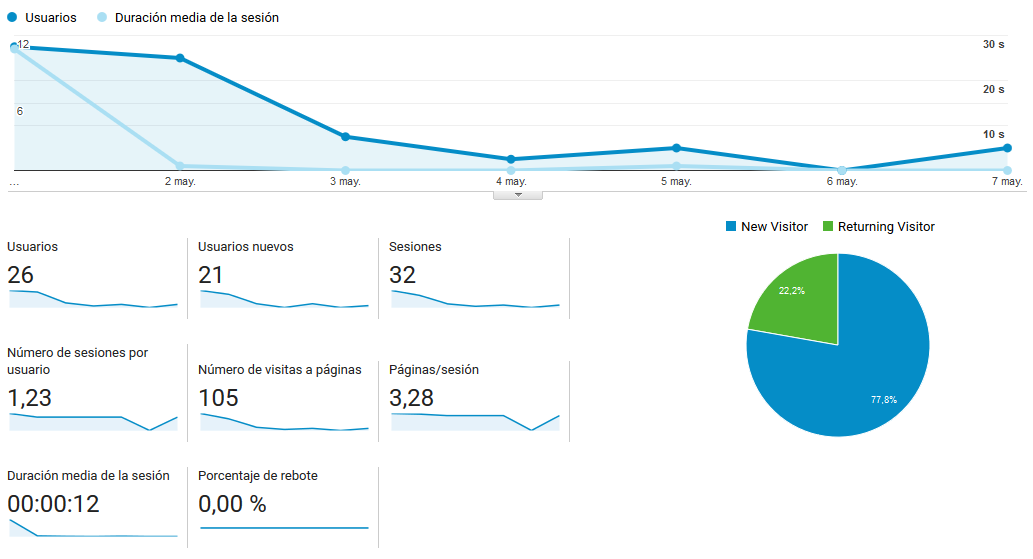 Usuarios Duración media de la sesión
12 30 s
20 s
6
10 s
... 2 may. 3 may. 4 may. 5 may. 6 may. 7 may.
New Visitor Returning Visitor
Usuarios Usuarios nuevos Sesiones
26 21 32
22,2%
Número de sesiones por
usuario
Número de visitas a páginas Páginas/sesión
1,23 105 3,28
77,8%
Duración media de la sesión Porcentaje de rebote
00:00:12 0,00 %